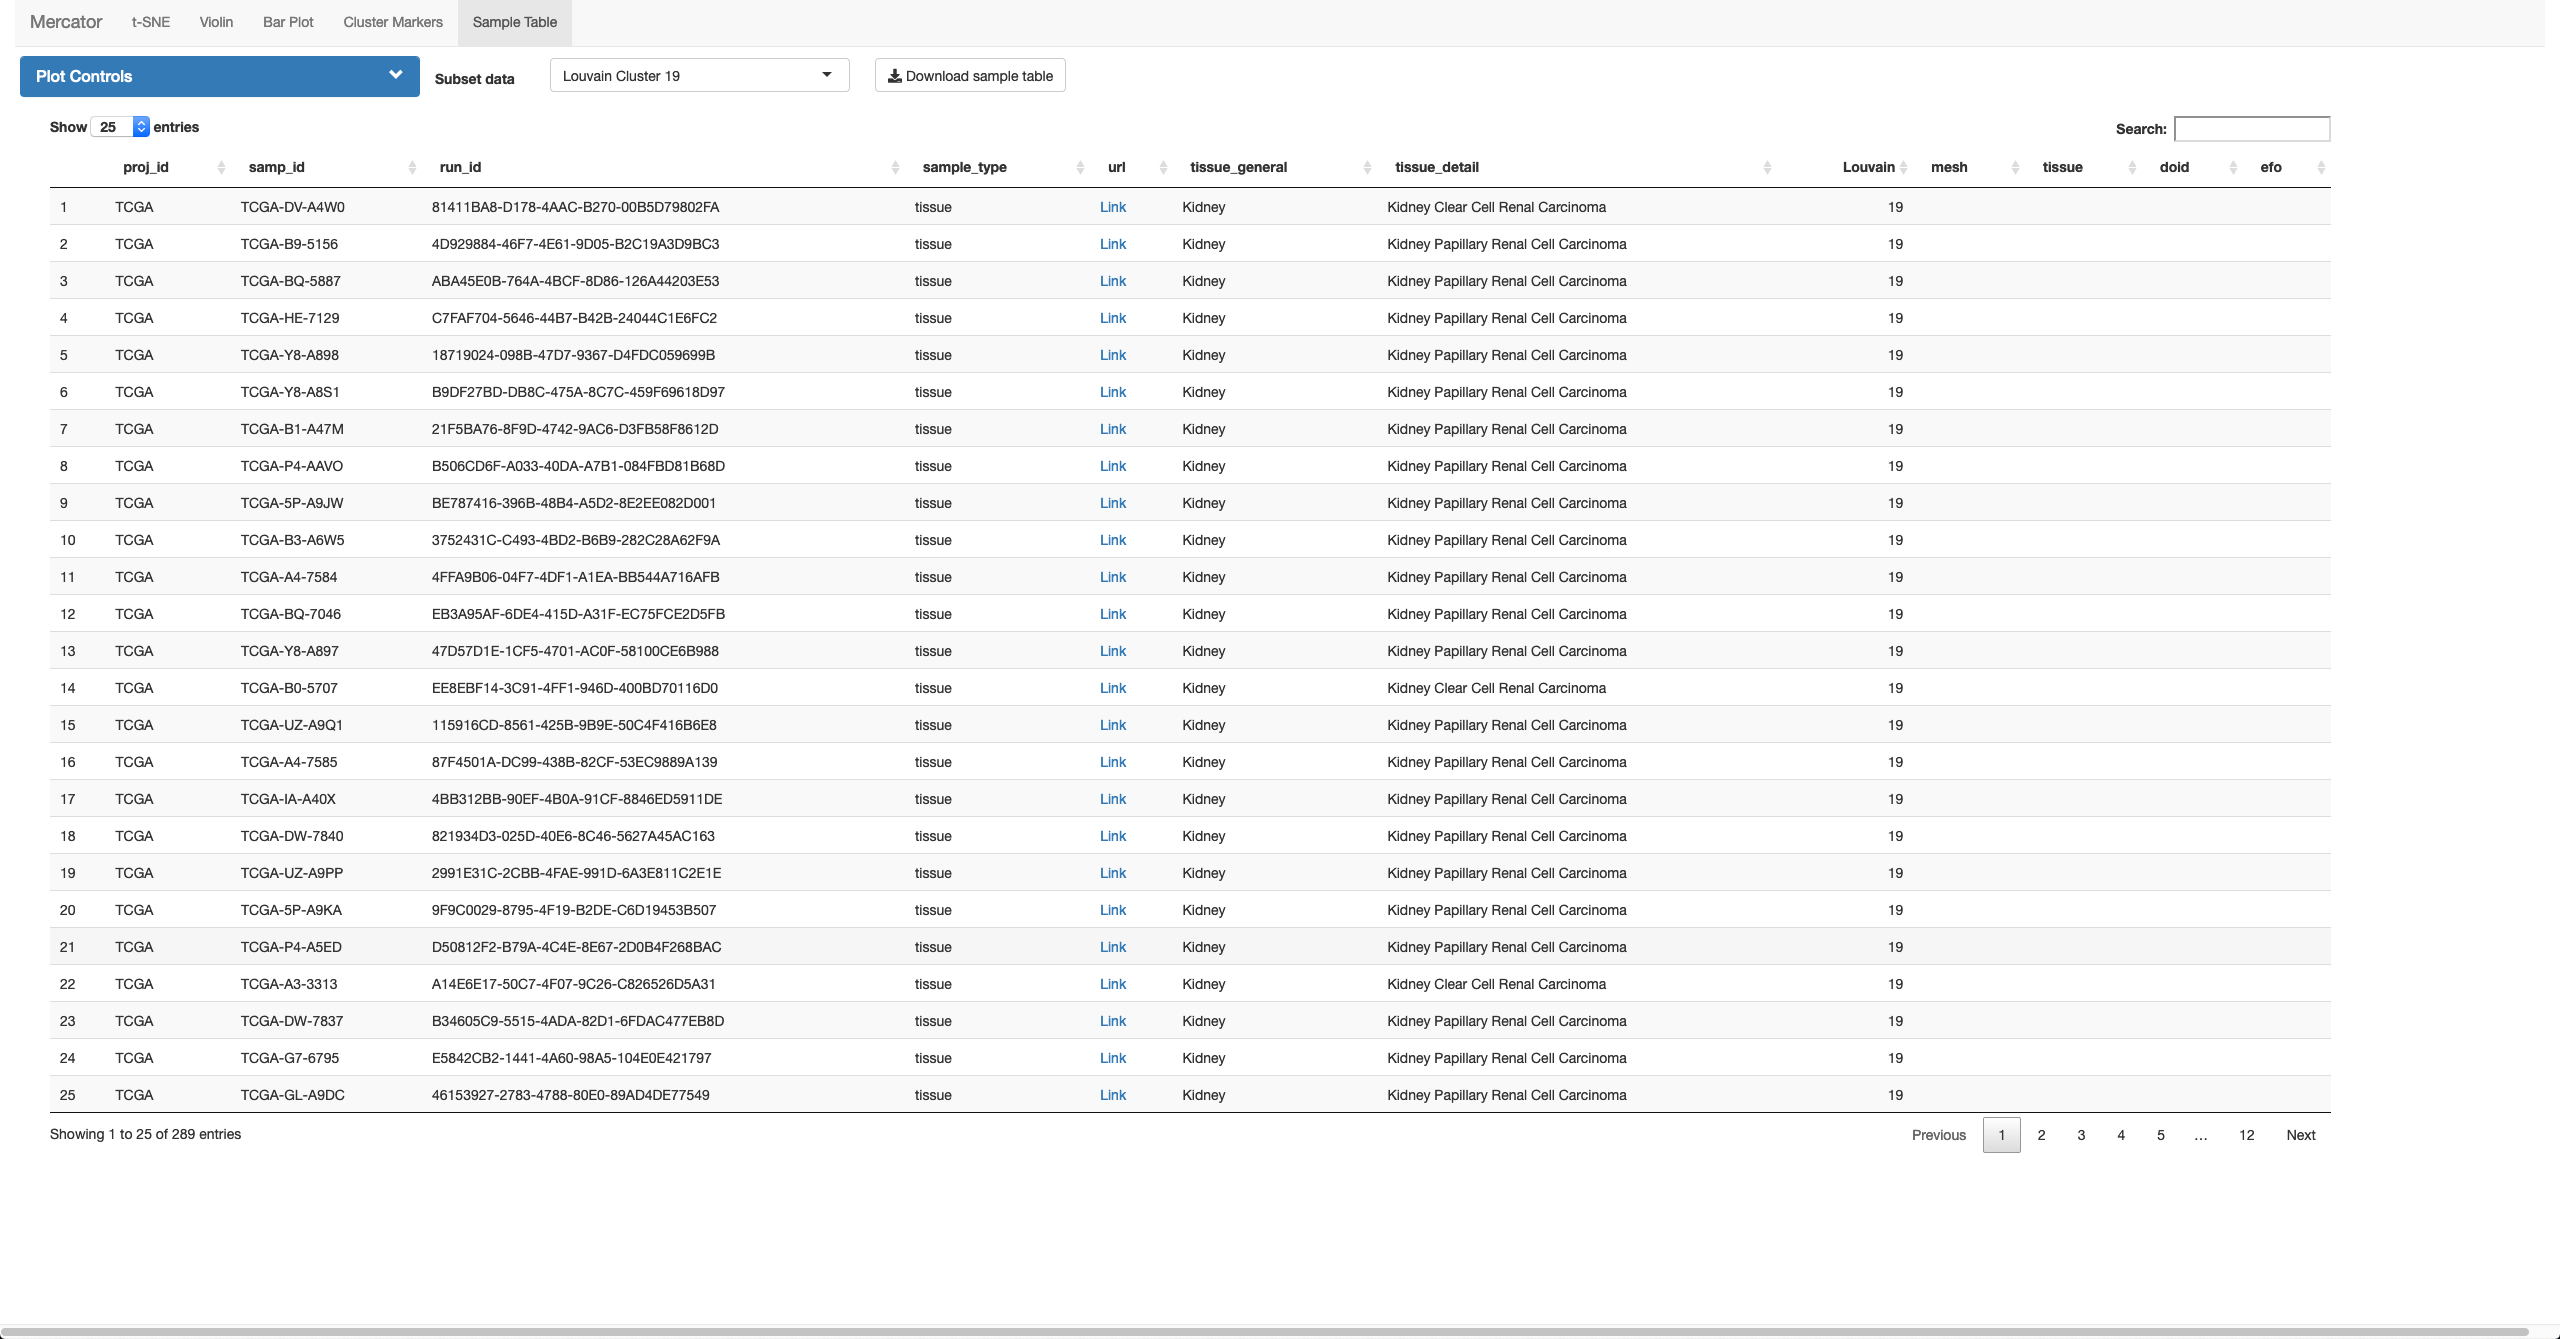 Mercator t-SNE Violin Bar Plot Cluster Markers Sample Table
Plot Controls Subset data Louvain Cluster 19 Download sample table
Show 25 entries Search:
proj_id samp_id run_id sample_type url tissue_general tissue_detail Louvain mesh tissue doid efo
1 TCGA TCGA-DV-A4W0 81411BA8-D178-4AAC-B270-00B5D79802FA tissue Link Kidney Kidney Clear Cell Renal Carcinoma 19
2 TCGA TCGA-B9-5156 4D929884-46F7-4E61-9D05-B2C19A3D9BC3 tissue Link Kidney Kidney Papillary Renal Cell Carcinoma 19
3 TCGA TCGA-BQ-5887 ABA45E0B-764A-4BCF-8D86-126A44203E53 tissue Link Kidney Kidney Papillary Renal Cell Carcinoma 19
4 TCGA TCGA-HE-7129 C7FAF704-5646-44B7-B42B-24044C1E6FC2 tissue Link Kidney Kidney Papillary Renal Cell Carcinoma 19
5 TCGA TCGA-Y8-A898 18719024-098B-47D7-9367-D4FDC059699B tissue Link Kidney Kidney Papillary Renal Cell Carcinoma 19
6 TCGA TCGA-Y8-A8S1 B9DF27BD-DB8C-475A-8C7C-459F69618D97 tissue Link Kidney Kidney Papillary Renal Cell Carcinoma 19
7 TCGA TCGA-B1-A47M 21F5BA76-8F9D-4742-9AC6-D3FB58F8612D tissue Link Kidney Kidney Papillary Renal Cell Carcinoma 19
8 TCGA TCGA-P4-AAVO B506CD6F-A033-40DA-A7B1-084FBD81B68D tissue Link Kidney Kidney Papillary Renal Cell Carcinoma 19
9 TCGA TCGA-5P-A9JW BE787416-396B-48B4-A5D2-8E2EE082D001 tissue Link Kidney Kidney Papillary Renal Cell Carcinoma 19
10 TCGA TCGA-B3-A6W5 3752431C-C493-4BD2-B6B9-282C28A62F9A tissue Link Kidney Kidney Papillary Renal Cell Carcinoma 19
11 TCGA TCGA-A4-7584 4FFA9B06-04F7-4DF1-A1EA-BB544A716AFB tissue Link Kidney Kidney Papillary Renal Cell Carcinoma 19
12 TCGA TCGA-BQ-7046 EB3A95AF-6DE4-415D-A31F-EC75FCE2D5FB tissue Link Kidney Kidney Papillary Renal Cell Carcinoma 19
13 TCGA TCGA-Y8-A897 47D57D1E-1CF5-4701-AC0F-58100CE6B988 tissue Link Kidney Kidney Papillary Renal Cell Carcinoma 19
14 TCGA TCGA-B0-5707 EE8EBF14-3C91-4FF1-946D-400BD70116D0 tissue Link Kidney Kidney Clear Cell Renal Carcinoma 19
15 TCGA TCGA-UZ-A9Q1 115916CD-8561-425B-9B9E-50C4F416B6E8 tissue Link Kidney Kidney Papillary Renal Cell Carcinoma 19
16 TCGA TCGA-A4-7585 87F4501A-DC99-438B-82CF-53EC9889A139 tissue Link Kidney Kidney Papillary Renal Cell Carcinoma 19
17 TCGA TCGA-IA-A40X 4BB312BB-90EF-4B0A-91CF-8846ED5911DE tissue Link Kidney Kidney Papillary Renal Cell Carcinoma 19
18 TCGA TCGA-DW-7840 821934D3-025D-40E6-8C46-5627A45AC163 tissue Link Kidney Kidney Papillary Renal Cell Carcinoma 19
19 TCGA TCGA-UZ-A9PP 2991E31C-2CBB-4FAE-991D-6A3E811C2E1E tissue Link Kidney Kidney Papillary Renal Cell Carcinoma 19
20 TCGA TCGA-5P-A9KA 9F9C0029-8795-4F19-B2DE-C6D19453B507 tissue Link Kidney Kidney Papillary Renal Cell Carcinoma 19
21 TCGA TCGA-P4-A5ED D50812F2-B79A-4C4E-8E67-2D0B4F268BAC tissue Link Kidney Kidney Papillary Renal Cell Carcinoma 19
22 TCGA TCGA-A3-3313 A14E6E17-50C7-4F07-9C26-C826526D5A31 tissue Link Kidney Kidney Clear Cell Renal Carcinoma 19
23 TCGA TCGA-DW-7837 B34605C9-5515-4ADA-82D1-6FDAC477EB8D tissue Link Kidney Kidney Papillary Renal Cell Carcinoma 19
24 TCGA TCGA-G7-6795 E5842CB2-1441-4A60-98A5-104E0E421797 tissue Link Kidney Kidney Papillary Renal Cell Carcinoma 19
25 TCGA TCGA-GL-A9DC 46153927-2783-4788-80E0-89AD4DE77549 tissue Link Kidney Kidney Papillary Renal Cell Carcinoma 19
Showing 1 to 25 of 289 entries Previous 1 2 3 4 5 … 12 Next